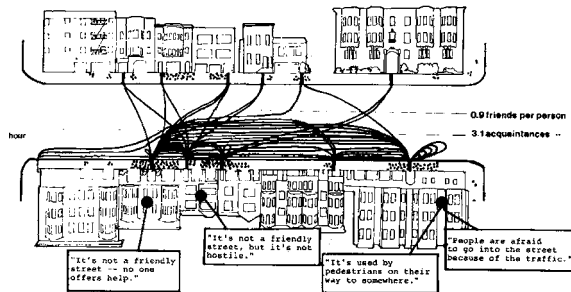 0.9 friends per person
hour
3.1 acquaintances --
"It's not a friendly
street -- no one
offers help."
"It's not a friendly
street, but it's not
hostile."
"It's used by
pedestrians on their
way to somewhere."
"People are afraid
to go into the street
because of the traffic."